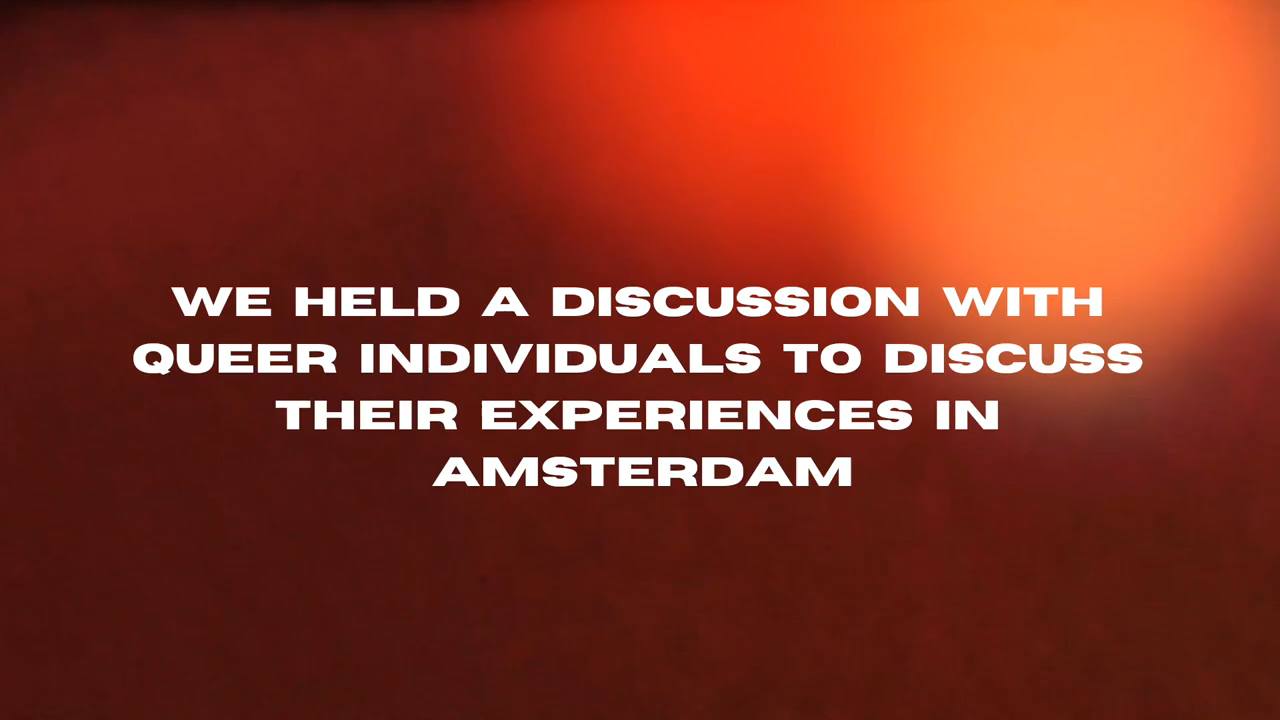 WE HELD A DISCUSSION WITH
QUEER INDIVIDUALS TO DISCUSS
THEIR EXPERIENCES IN
AMSTERDAM